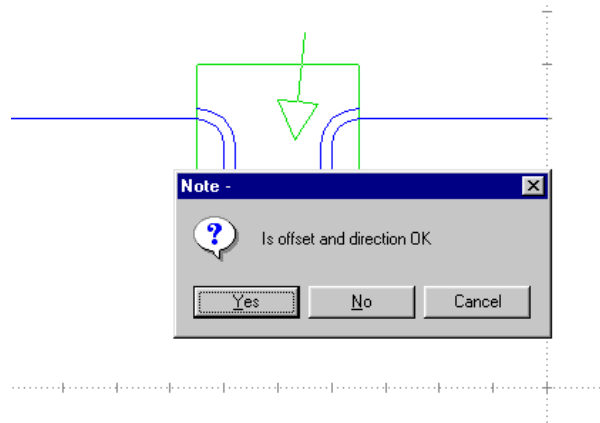 Note -
Is offset and direction OK
Yes
No
Cancel